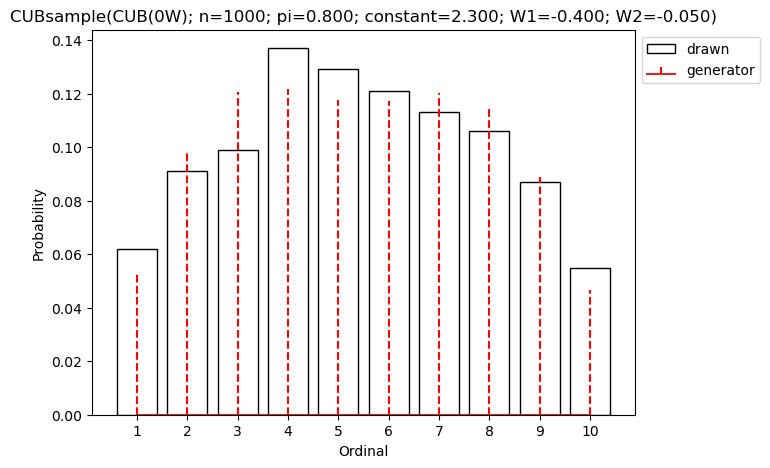 CUBsample(CUB(0W); n=1000; pi=0.800; constant=2.300; W1=-0.400; W2=-0.050)
drawn
generator
0.14
0.12
0.10
0.08
0.06
0.04
0.02
0.00
Probability
1 2 3 4 5 6 7 8 9 10
Ordinal